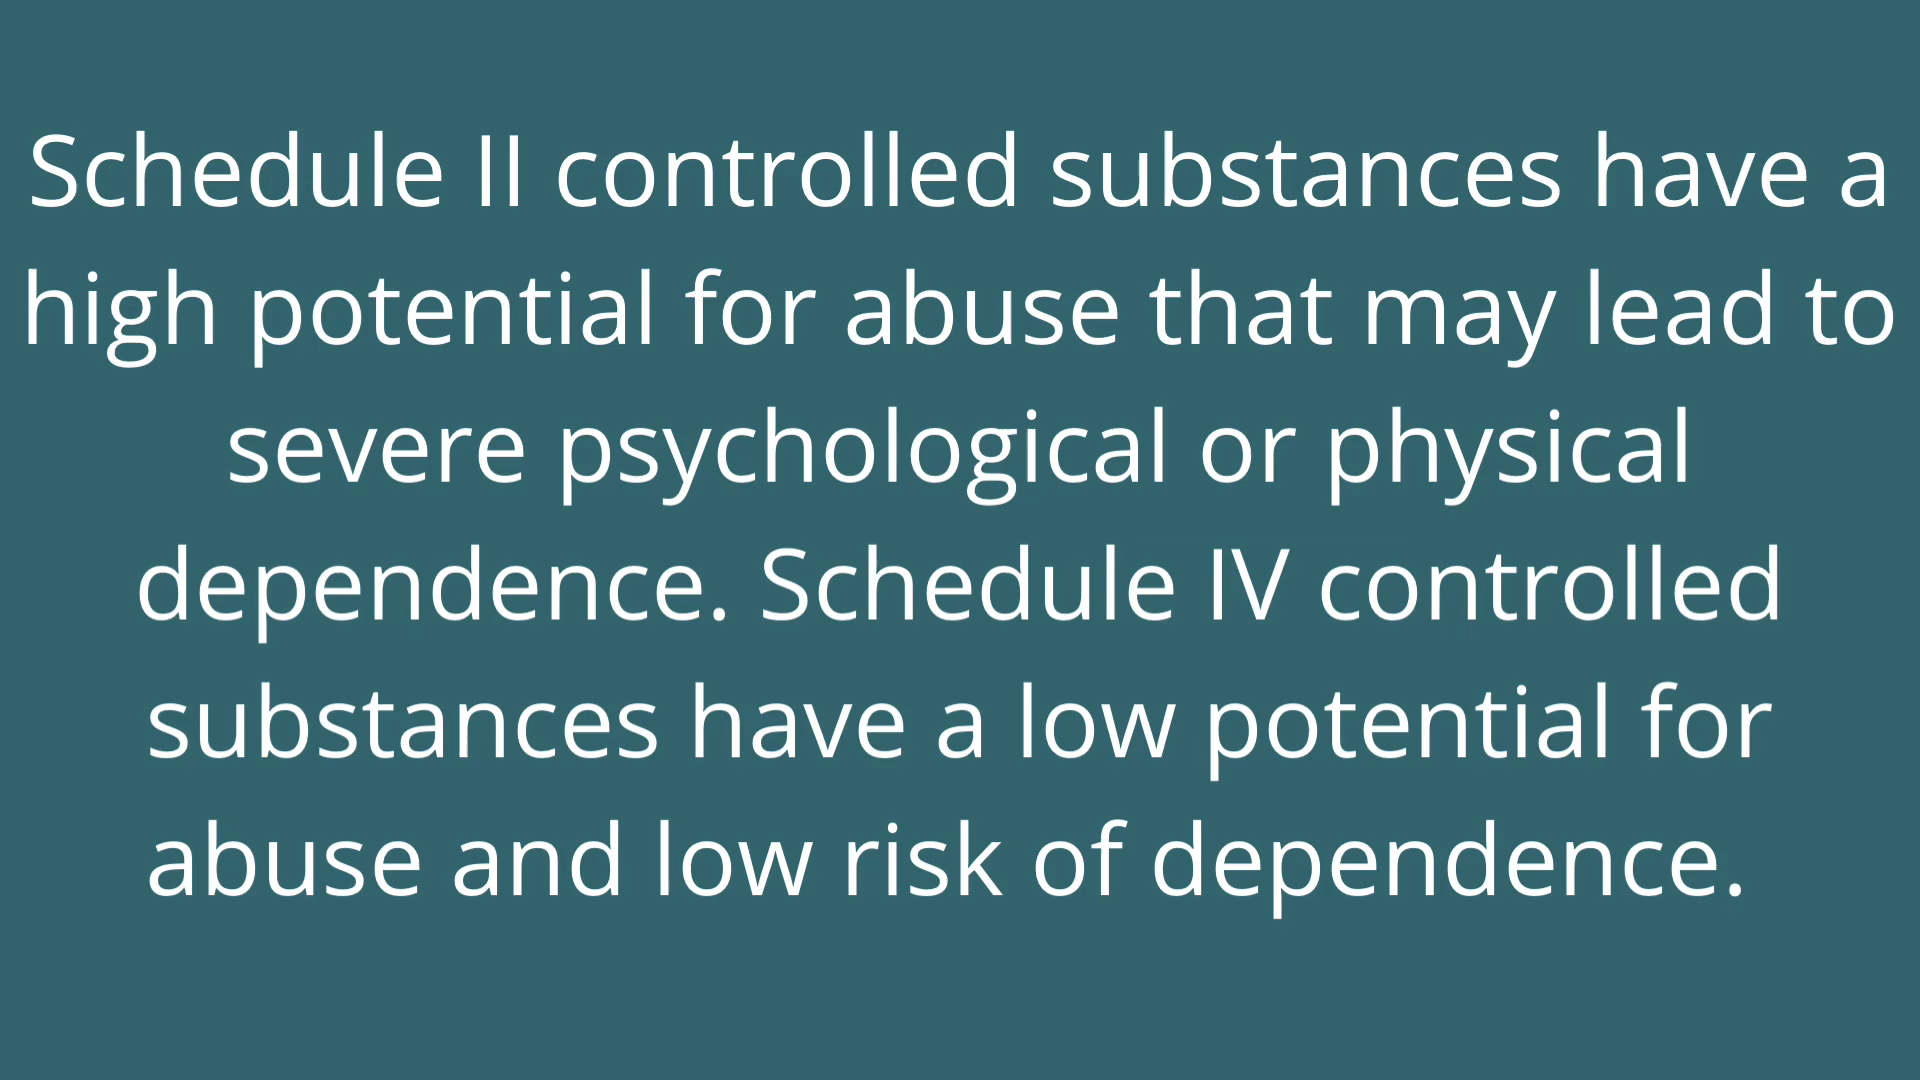 Schedule II controlled substances have a
high potential for abuse that may lead to
severe psychological or physical
dependence. Schedule IV controlled
substances have a low potential for
abuse and low risk of dependence.